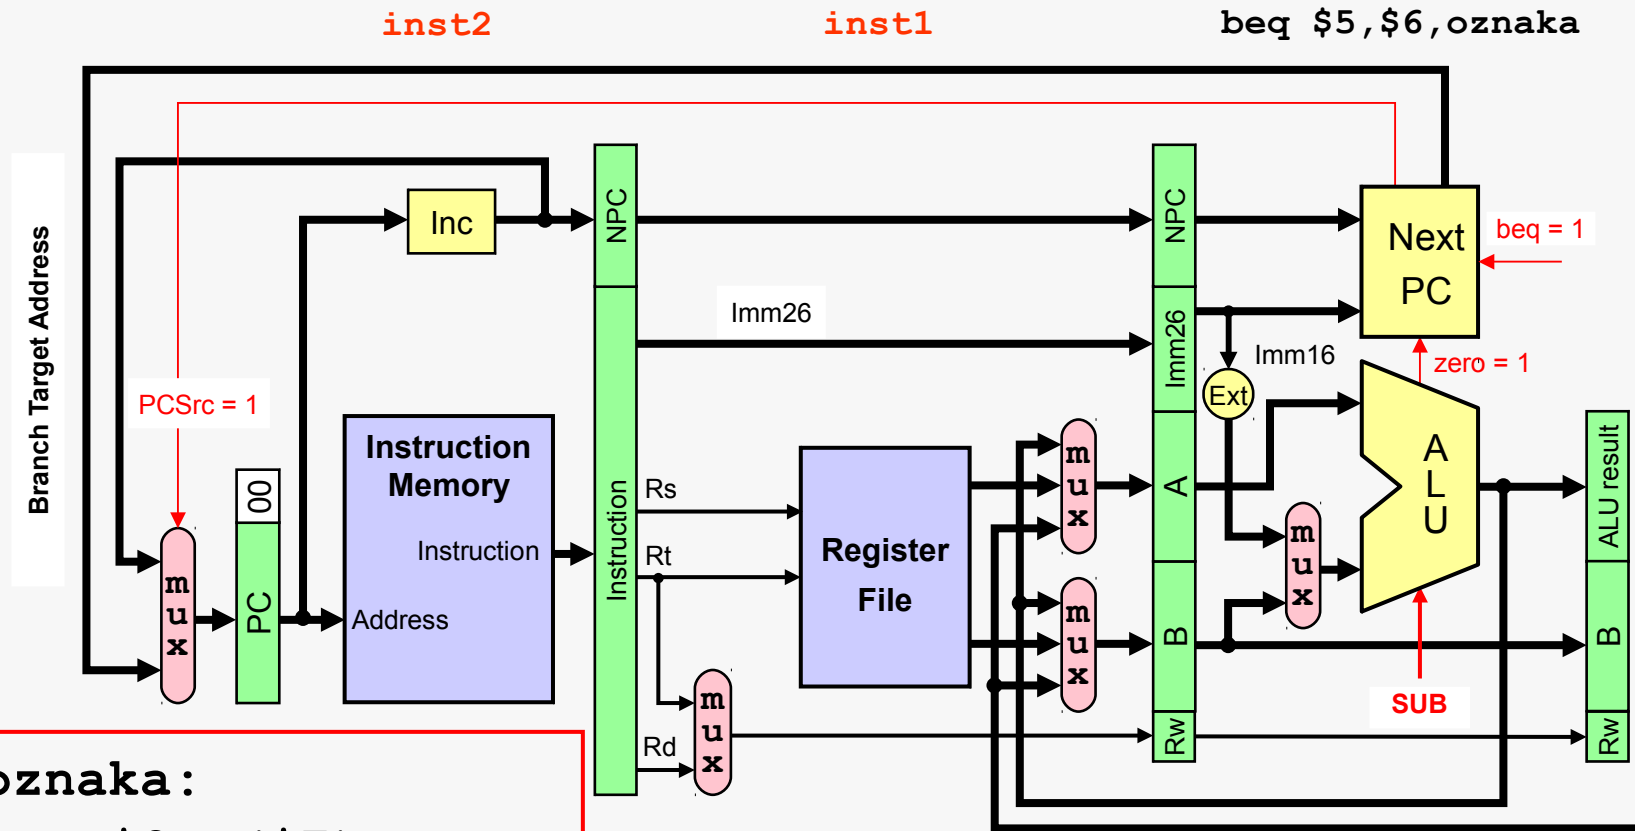 inst2 inst1 beq $5,$6,oznaka
Branch Target Address
Inc
NPC
NPC
Next
PC
beq = 1
Imm26
Imm26
Imm16
Ext
zero = 1
PCSrc = 1
Instruction
Memory
Instruction
Address
00
PC
mux
Instruction
Rs
Rt
Rd
mux
Register
File
mux
mux
A
B
Rw
mux
ALU
SUB
ALU result
B
Rw
oznaka: